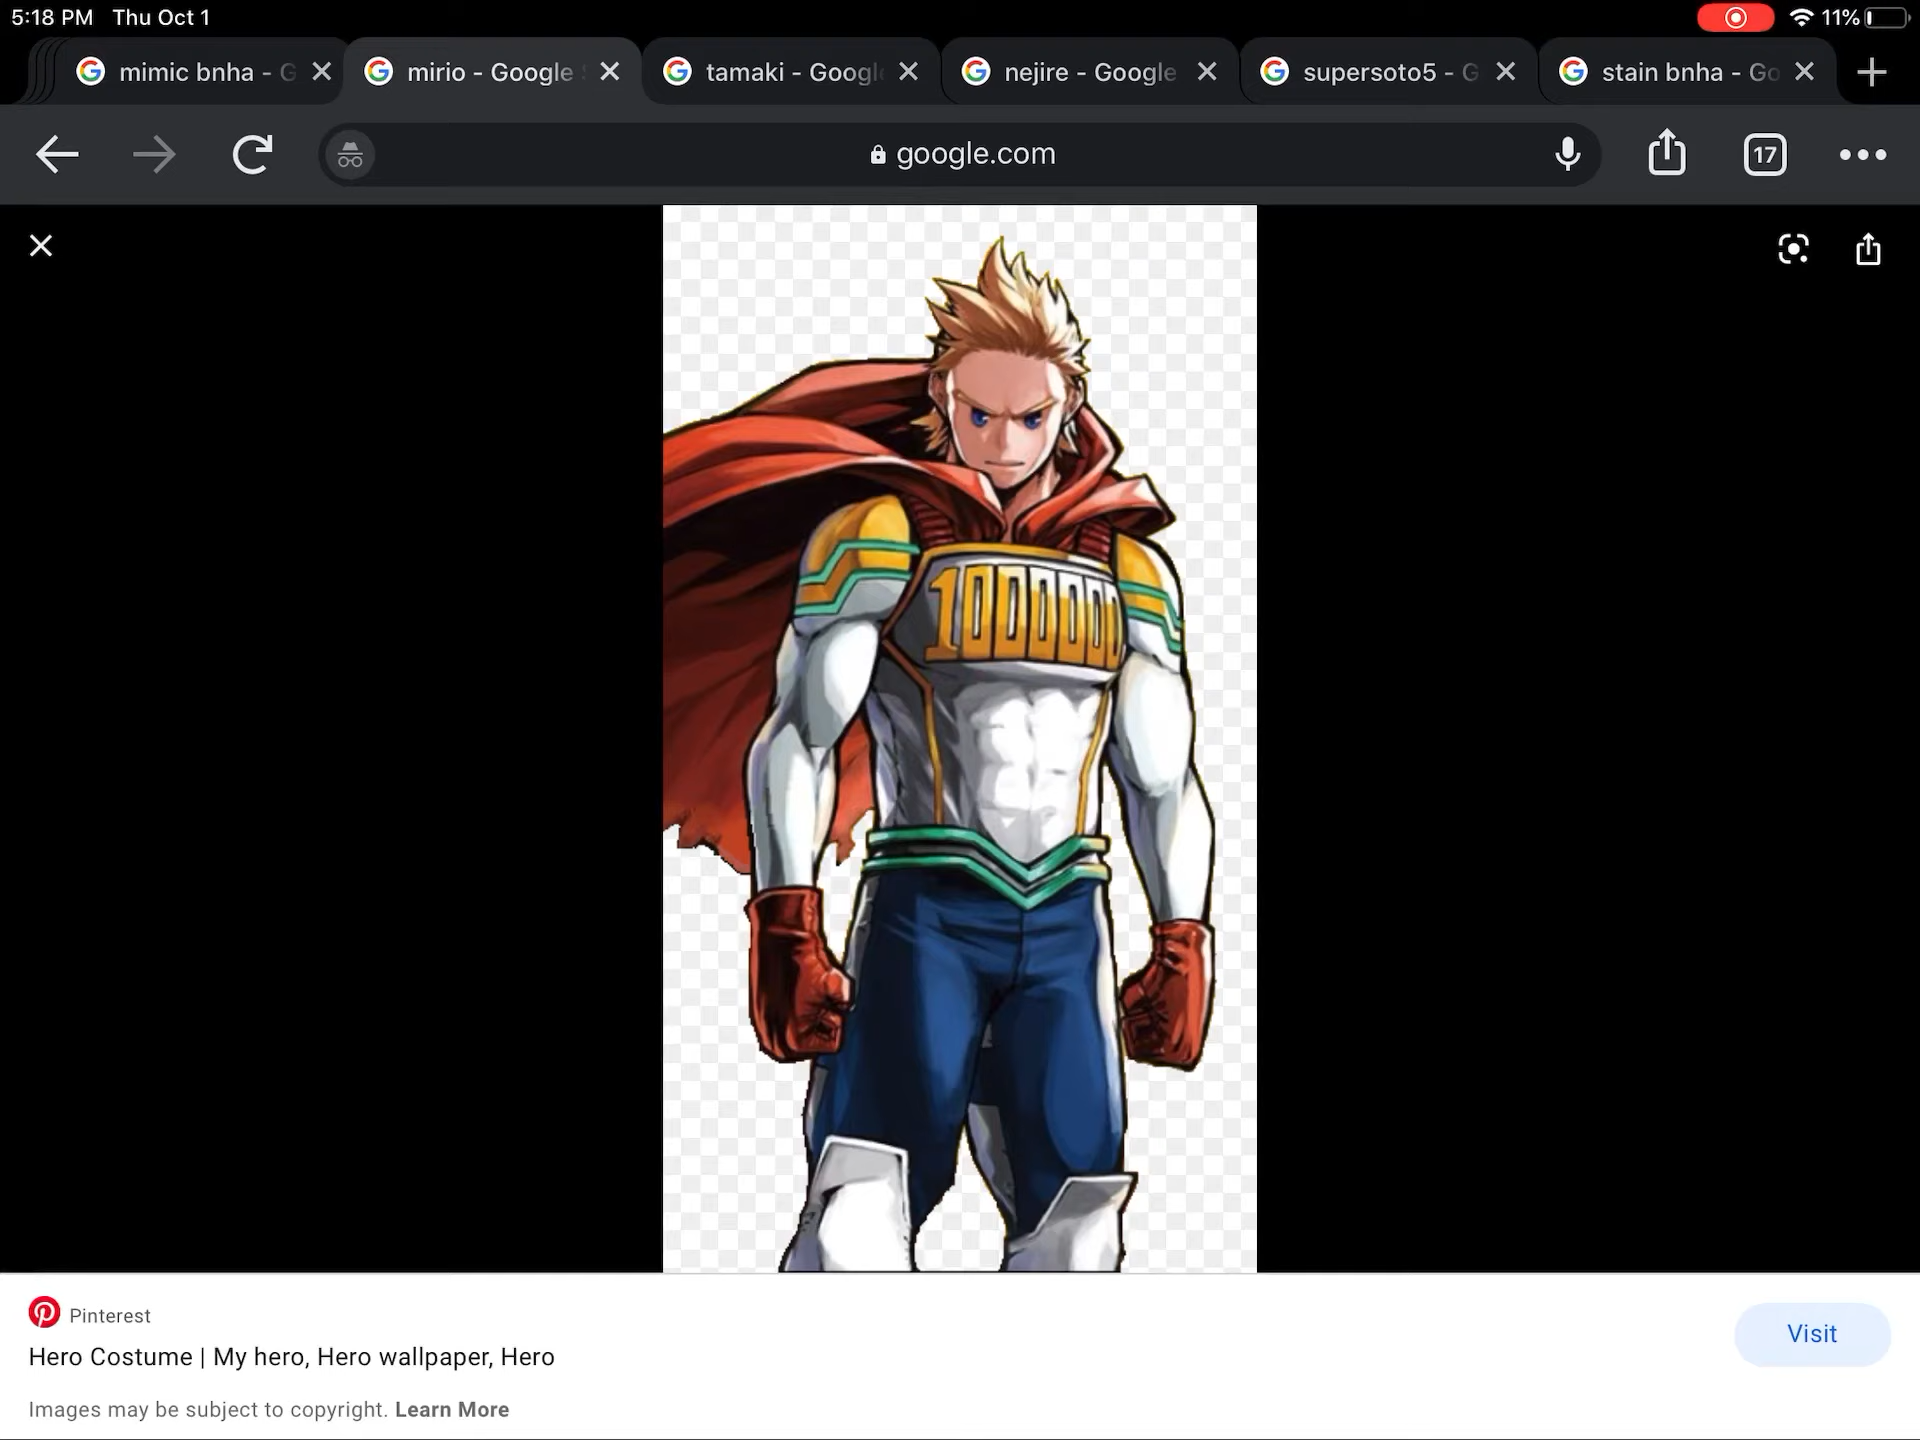 5:18 PM Thu Oct 1
11%
mimic bnha - G
mirio - Google
tamaki - Googl
nejire - Google
supersoto5 - G
stain bnha - Go
google.com
17
1000000
Pinterest
Hero Costume | My hero, Hero wallpaper, Hero
Visit
Images may be subject to copyright. Learn More